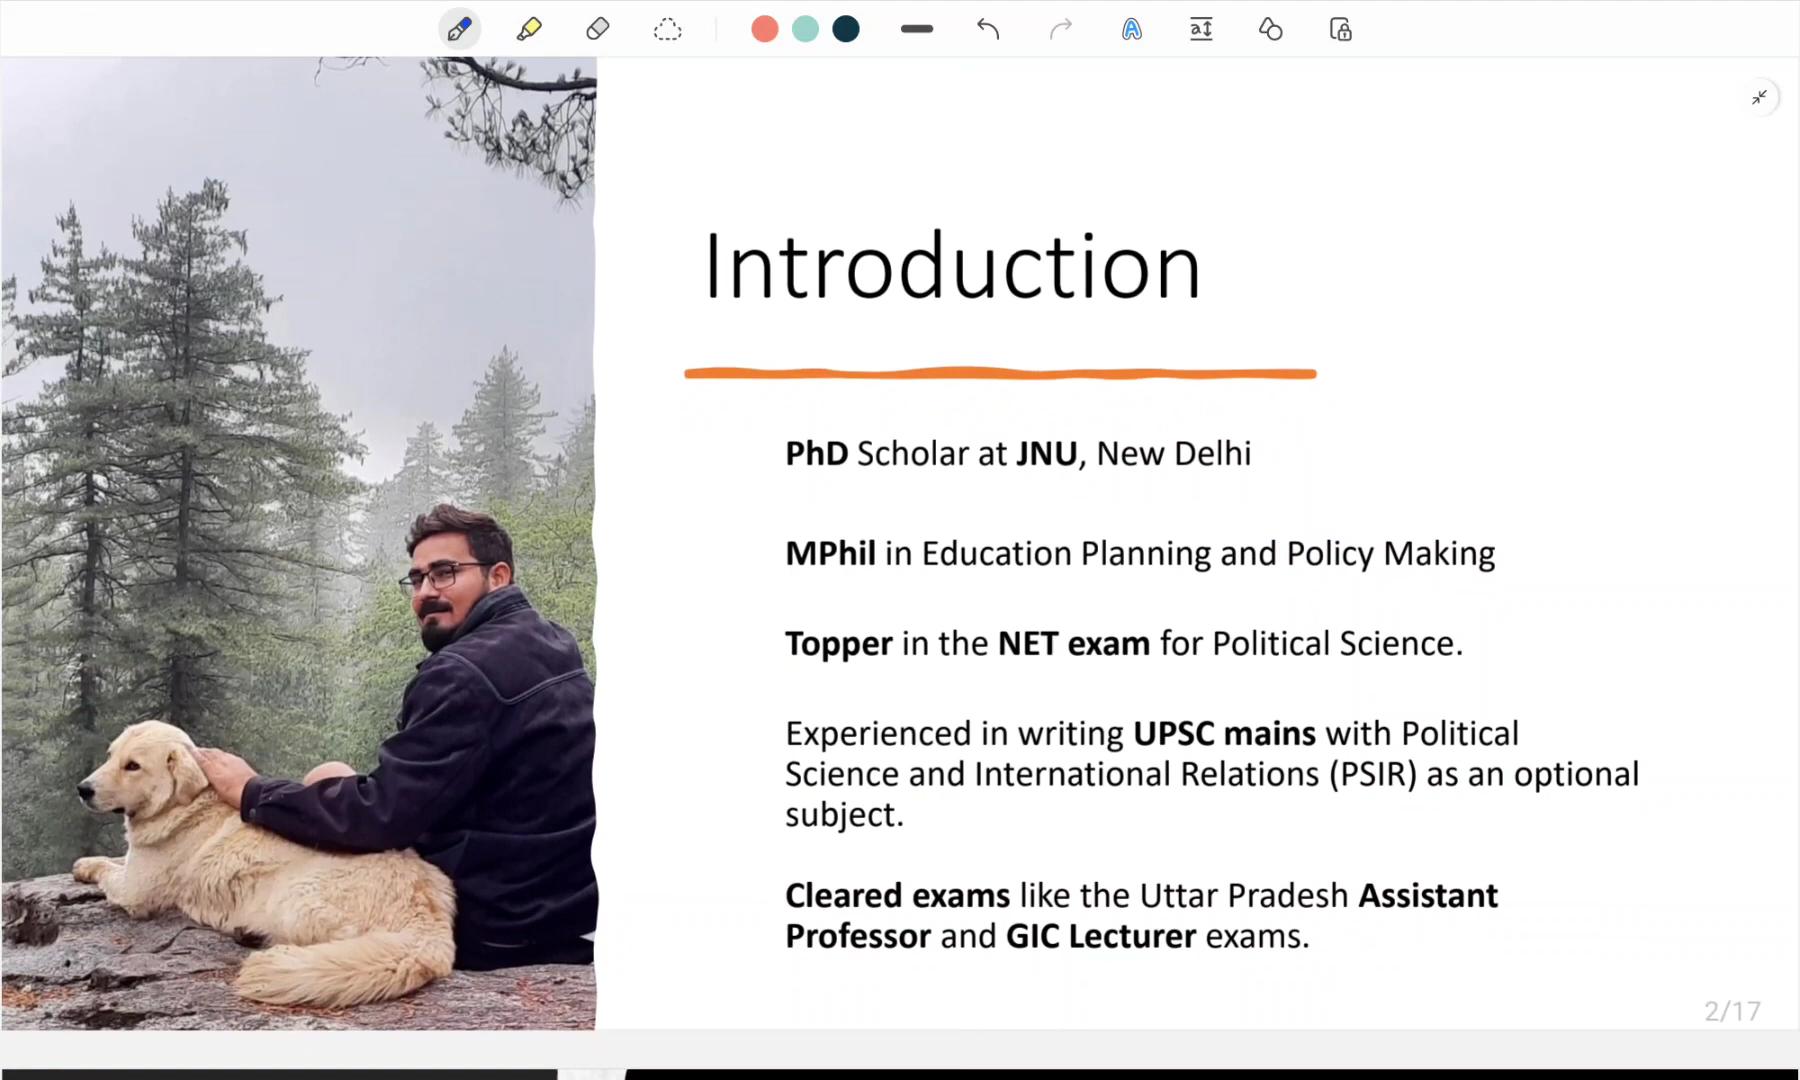 Introduction
PhD Scholar at JNU, New Delhi
MPhil in Education Planning and Policy Making
Topper in the NET exam for Political Science.
Experienced in writing UPSC mains with Political
Science and International Relations (PSIR) as an optional
subject.
Cleared exams like the Uttar Pradesh Assistant
Professor and GIC Lecturer exams.
2/17